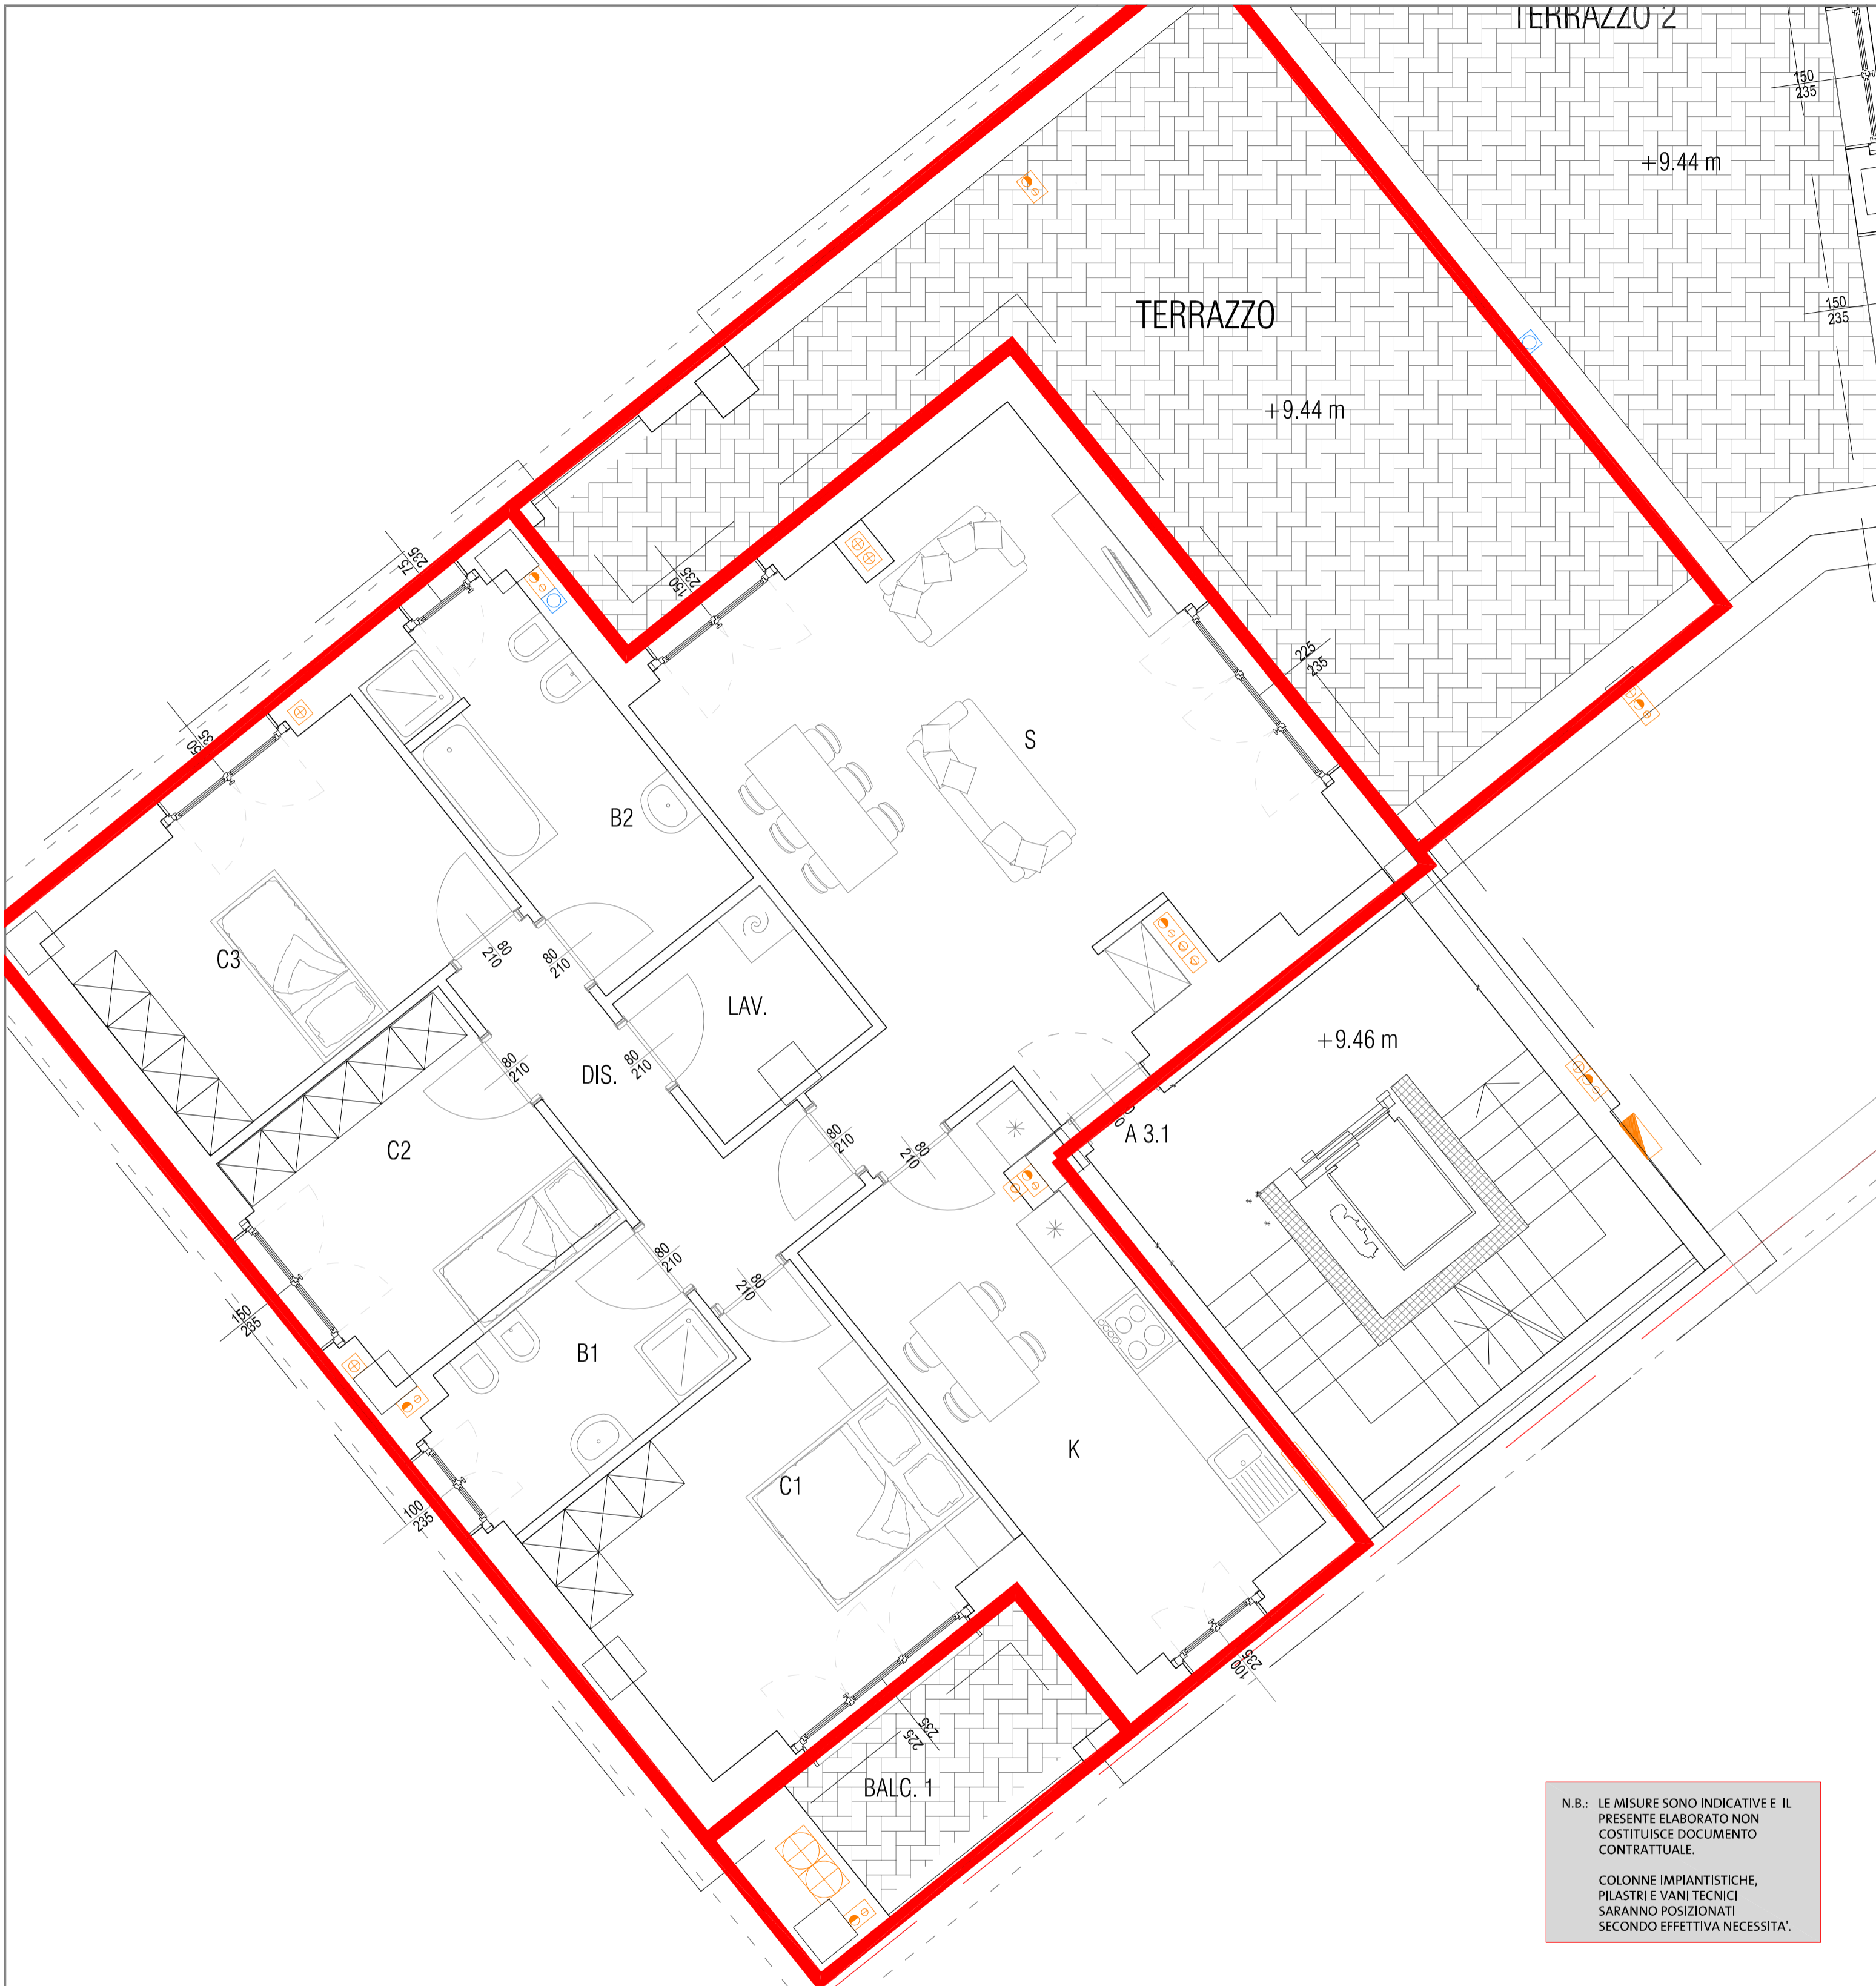 TERRAZZO 2
150
235
+9.44 m
150
235
TERRAZZO
+9.44 m
75
235
150
235
225
235
S
B2
C3
80
210
80
210
LAV.
+9.46 m
DIS.
80
210
80
210
C2
80
210
80
210
A 3.1
80
210
80
210
150
235
B1
C1
K
100
235
100
235
225
235
BALC. 1
N.B.: LE MISURE SONO INDICATIVE E IL
PRESENTE ELABORATO NON
COSTITUISCE DOCUMENTO
CONTRATTUALE.
COLONNE IMPIANTISTICHE,
PILASTRI E VANI TECNICI
SARANNO POSIZIONATI
SECONDO EFFETTIVA NECESSITA'.